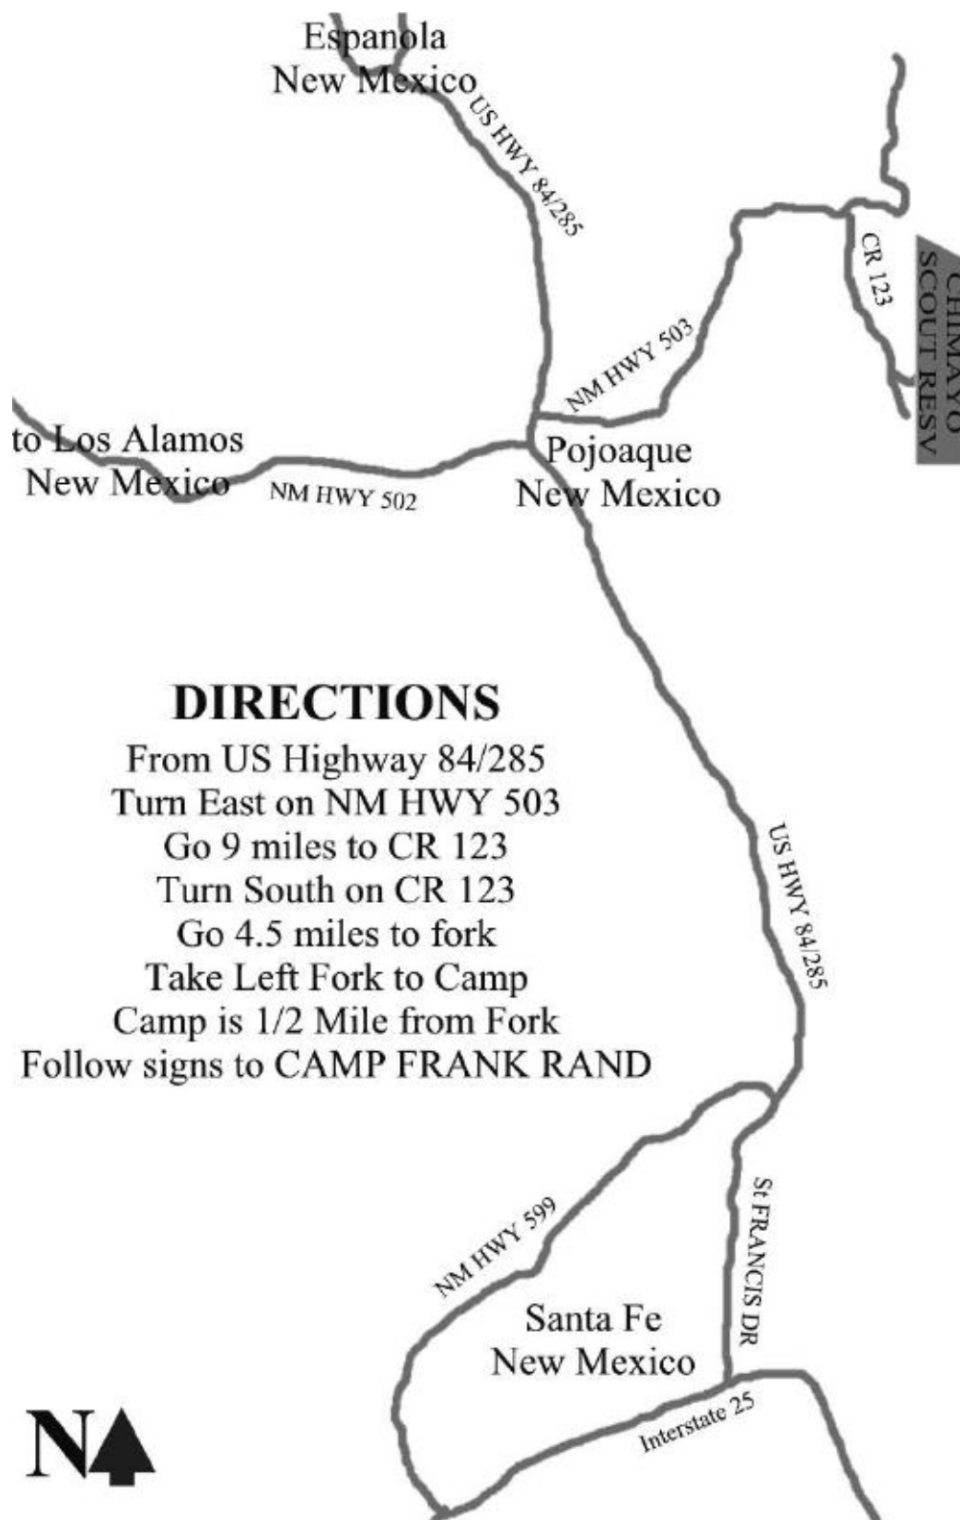 Espanola
New Mexico
US HWY 84/285
CR 123
CHIMAYO
SCOUT RESV
NM HWY 503
to Los Alamos
New Mexico
NM HWY 502
Pojoaque
New Mexico
DIRECTIONS
From US Highway 84/285
Turn East on NM HWY 503
Go 9 miles to CR 123
Turn South on CR 123
Go 4.5 miles to fork
Take Left Fork to Camp
Camp is 1/2 Mile from Fork
Follow signs to CAMP FRANK RAND
US HWY 84/285
St FRANCIS DR
NM HWY 599
Santa Fe
New Mexico
Interstate 25
N